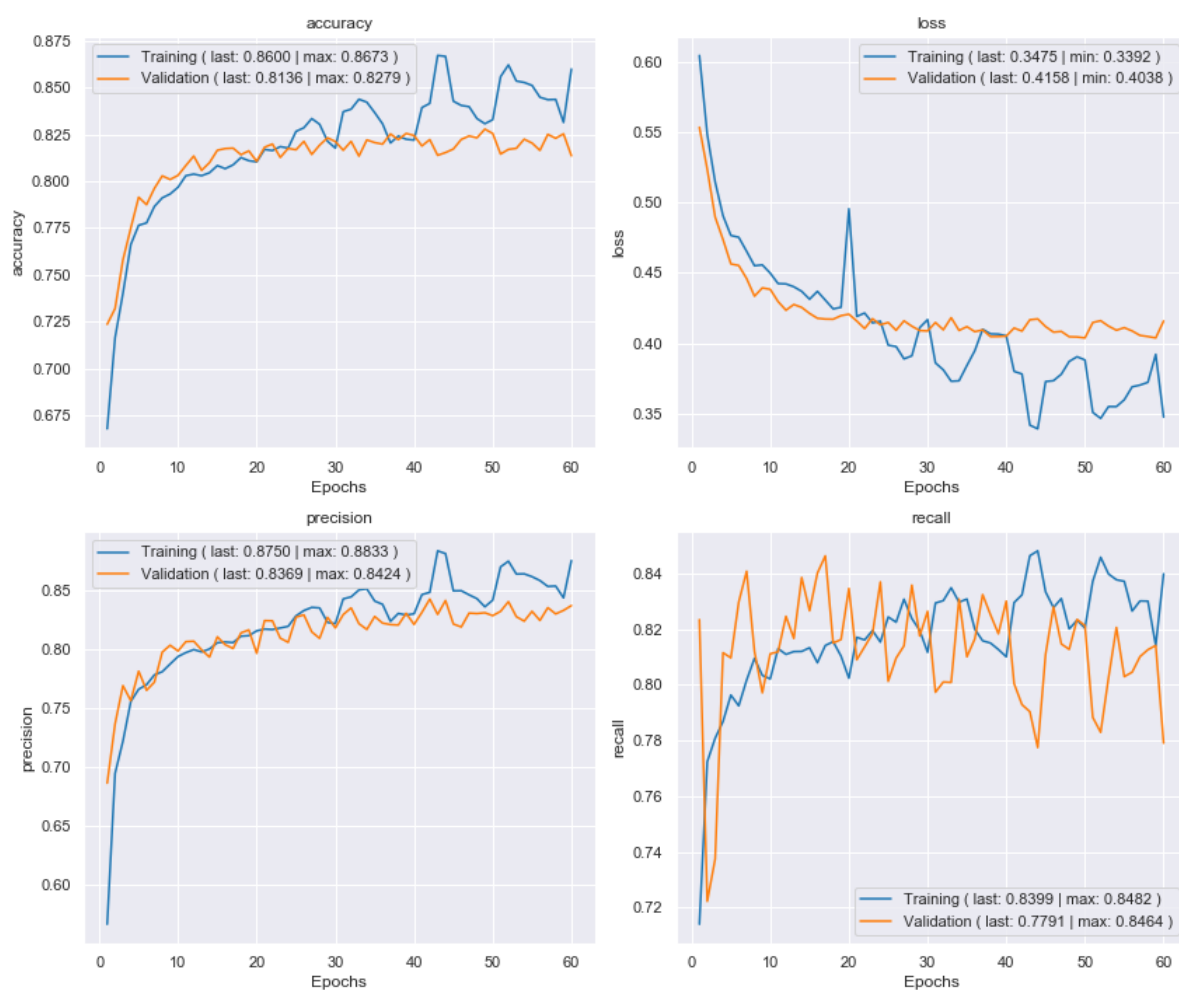 accuracy
0.875
0.850
0.825
0.800
0.775
0.750
0.725
0.700
0.675
accuracy
Training ( last: 0.8600 | max: 0.8673 )
Validation ( last: 0.8136 | max: 0.8279 )
0 10 20 30 40 50 60
Epochs
loss
0.60
0.55
0.50
0.45
0.40
0.35
loss
Training ( last: 0.3475 | min: 0.3392 )
Validation ( last: 0.4158 | min: 0.4038 )
0 10 20 30 40 50 60
Epochs
precision
0.85
0.80
0.75
0.70
0.65
0.60
precision
Training ( last: 0.8750 | max: 0.8833 )
Validation ( last: 0.8369 | max: 0.8424 )
0 10 20 30 40 50 60
Epochs
recall
0.84
0.82
0.80
0.78
0.76
0.74
0.72
recall
Training ( last: 0.8399 | max: 0.8482 )
Validation ( last: 0.7791 | max: 0.8464 )
0 10 20 30 40 50 60
Epochs